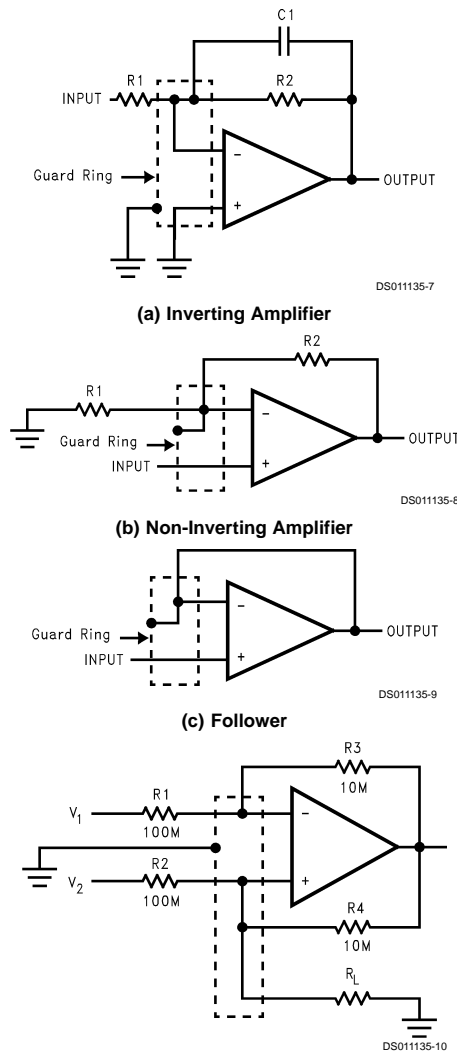 C1
R1
R2
INPUT
−
Guard Ring
OUTPUT
+
DS011135-7
(a) Inverting Amplifier
R2
R1
−
OUTPUT
Guard Ring
INPUT
+
DS011135-8
(b) Non-Inverting Amplifier
−
Guard Ring
OUTPUT
INPUT
+
DS011135-9
(c) Follower
R3
10M
R1
V1
−
100M
R2
V2
+
100M
R4
10M
RL
DS011135-10